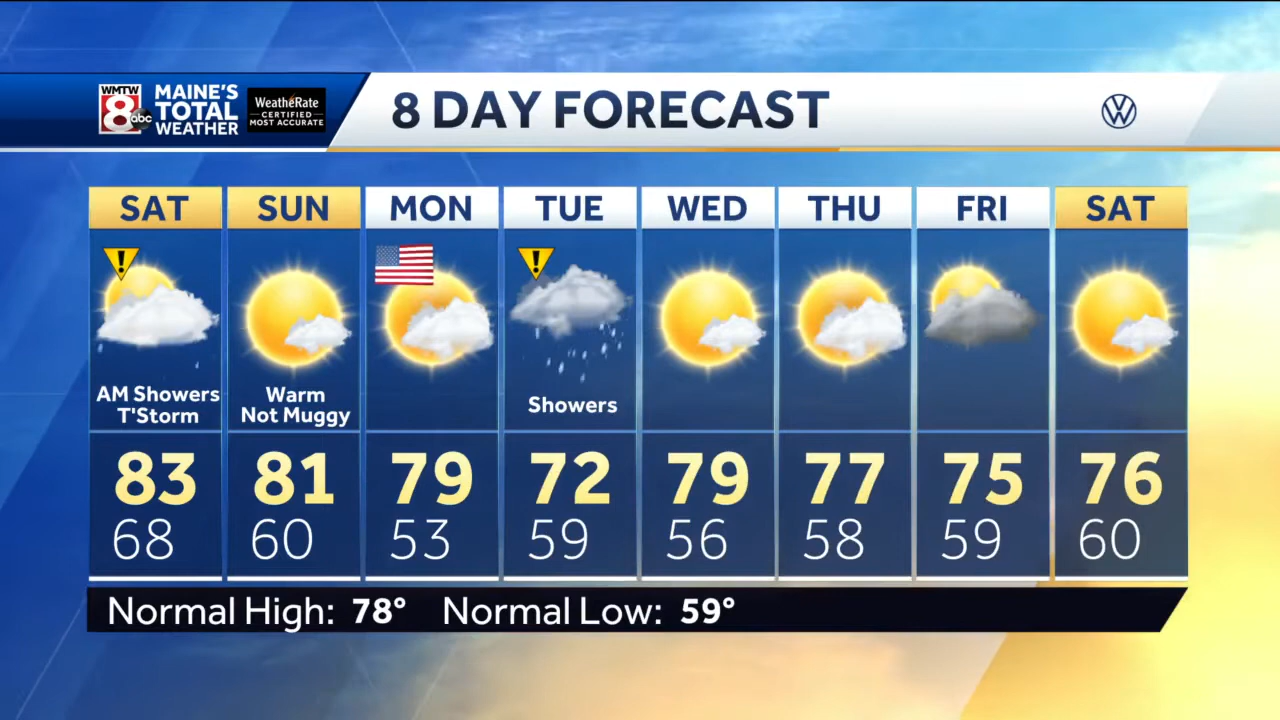 WMTW
8
abc
MAINE'S
TOTAL
WEATHER
WeatheRate
CERTIFIED
MOST ACCURATE
8 DAY FORECAST
SAT SUN MON TUE WED THU FRI SAT
AM Showers
T'Storm
Warm
Not Muggy
Showers
83 81 79 72 79 77 75 76
68 60 53 59 56 58 59 60
Normal High: 78° Normal Low: 59°